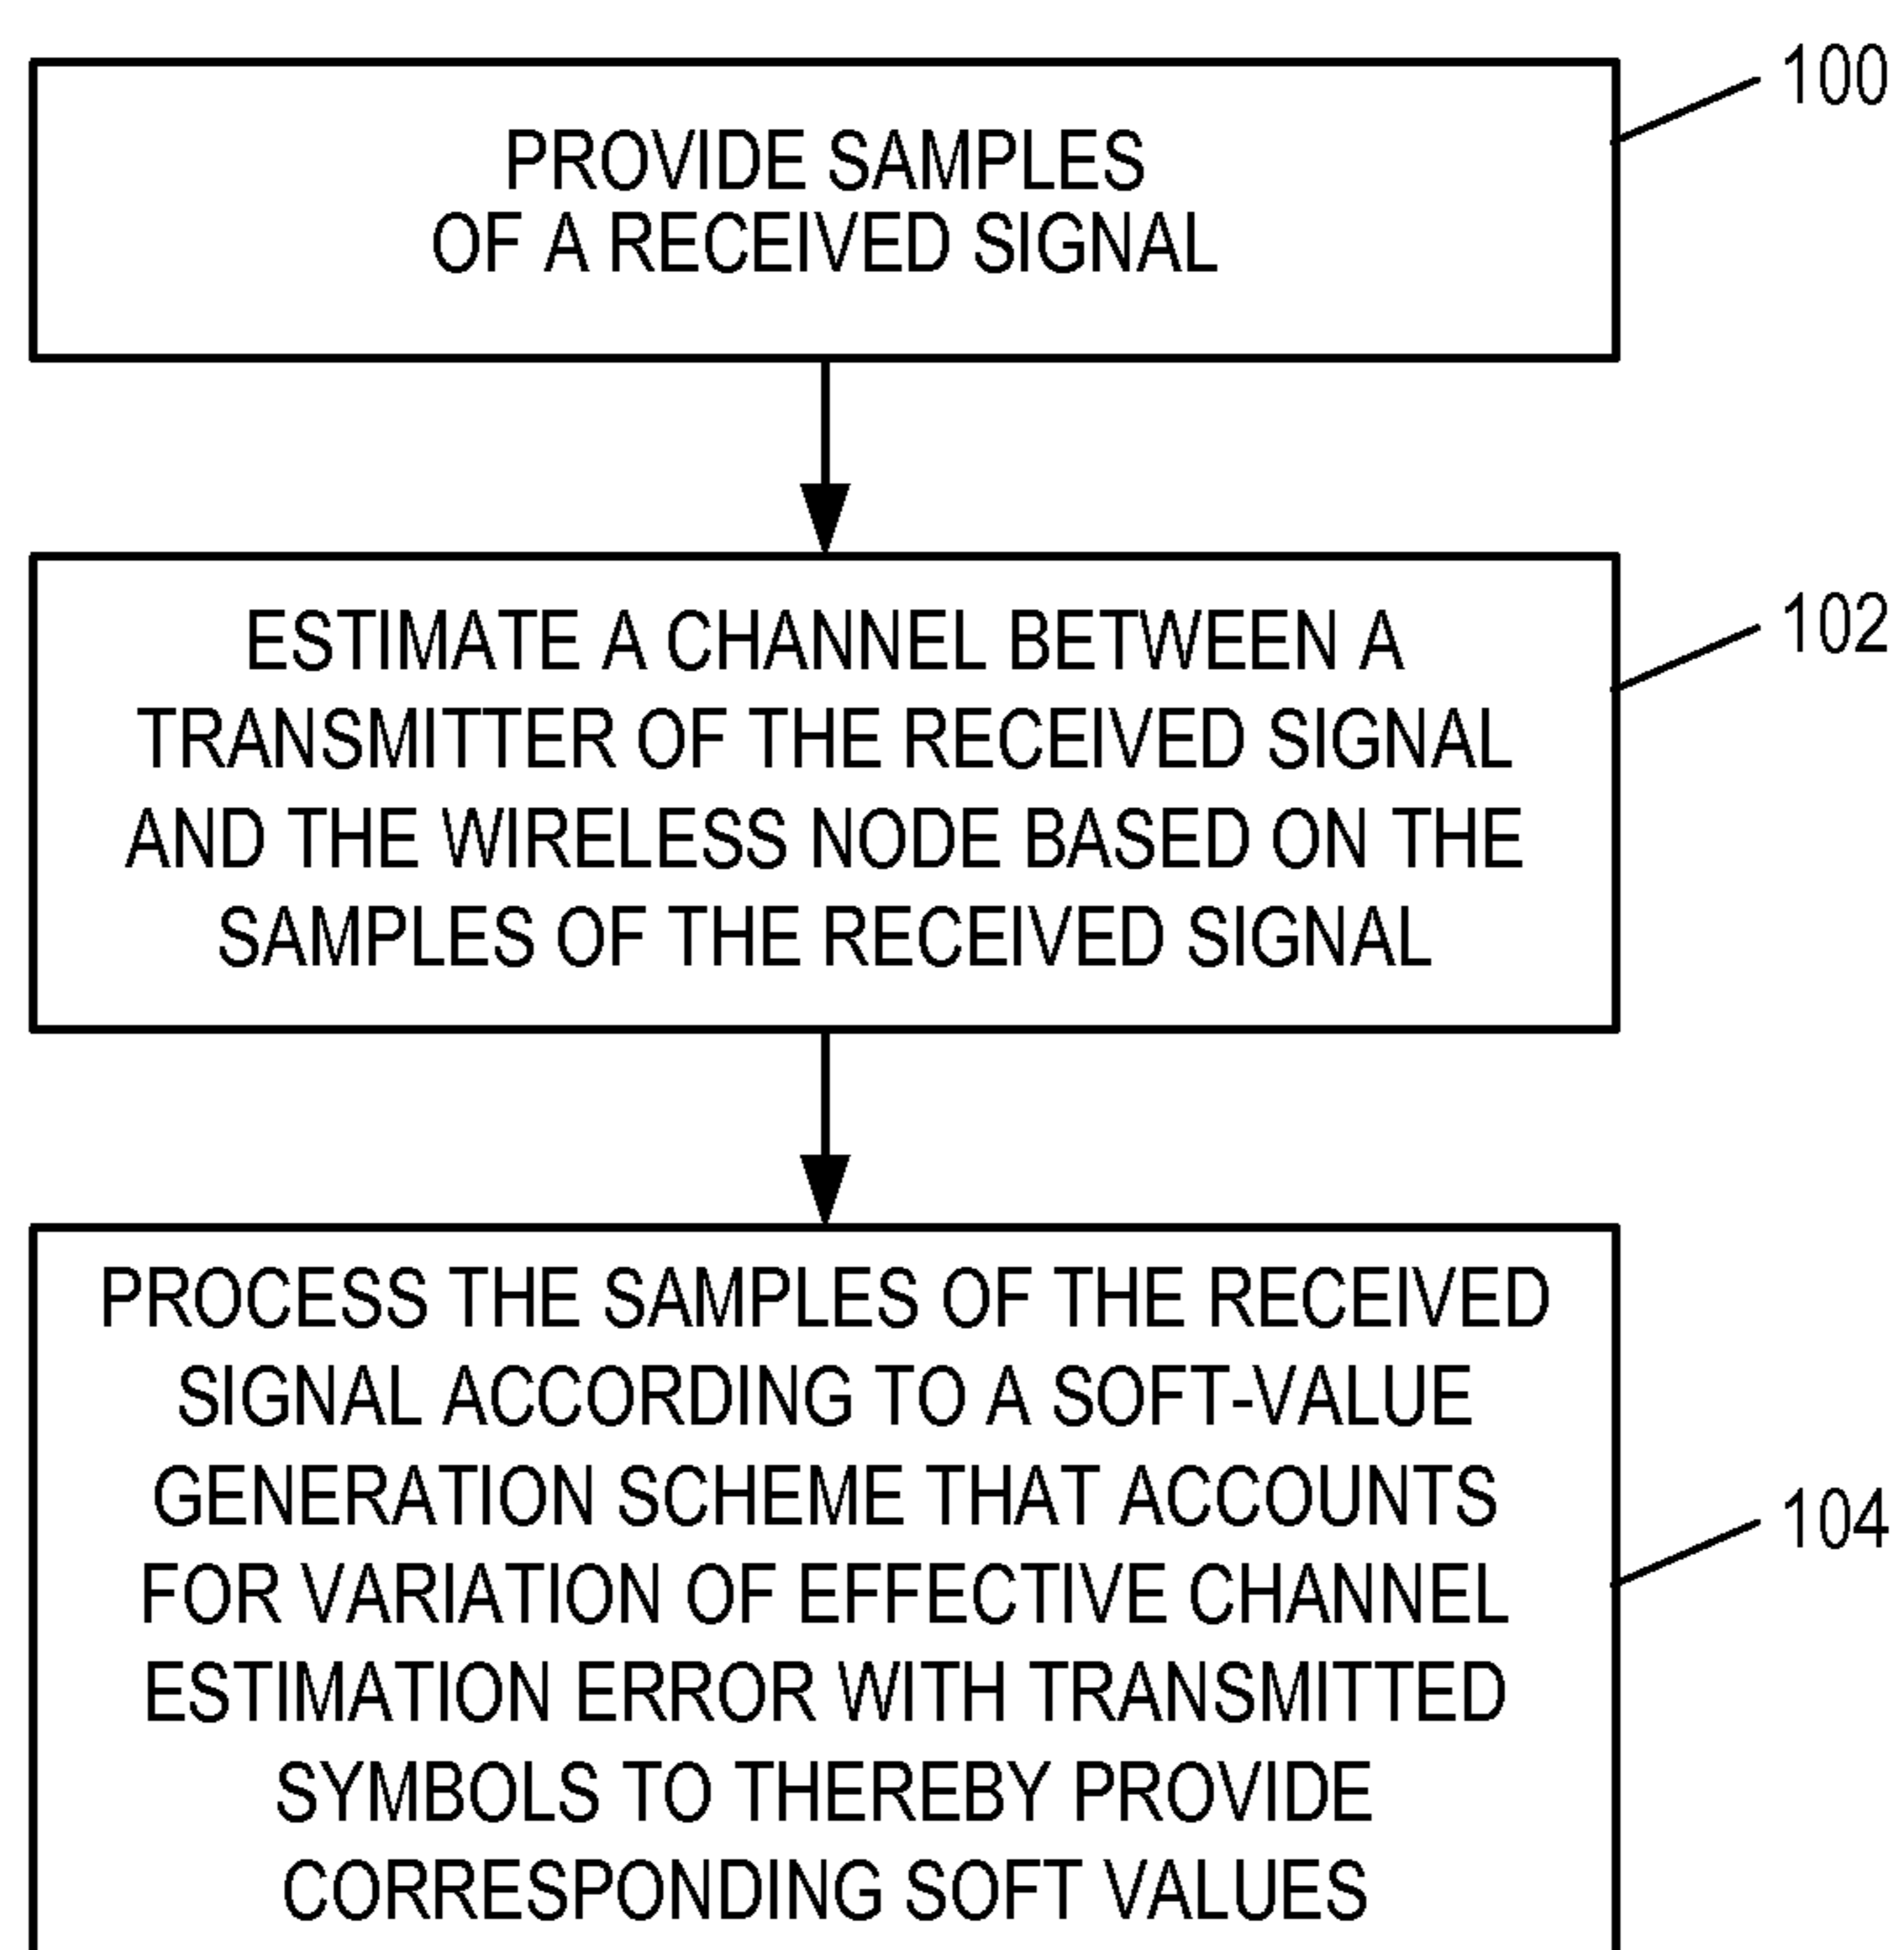 100
PROVIDE SAMPLES
OF A RECEIVED SIGNAL
102
ESTIMATE A CHANNEL BETWEEN A
TRANSMITTER OF THE RECEIVED SIGNAL
AND THE WIRELESS NODE BASED ON THE
SAMPLES OF THE RECEIVED SIGNAL
PROCESS THE SAMPLES OF THE RECEIVED
SIGNAL ACCORDING TO A SOFT-VALUE
GENERATION SCHEME THAT ACCOUNTS
104
FOR VARIATION OF EFFECTIVE CHANNEL
ESTIMATION ERROR WITH TRANSMITTED
SYMBOLS TO THEREBY PROVIDE
CORRESPONDING SOFT VALUES